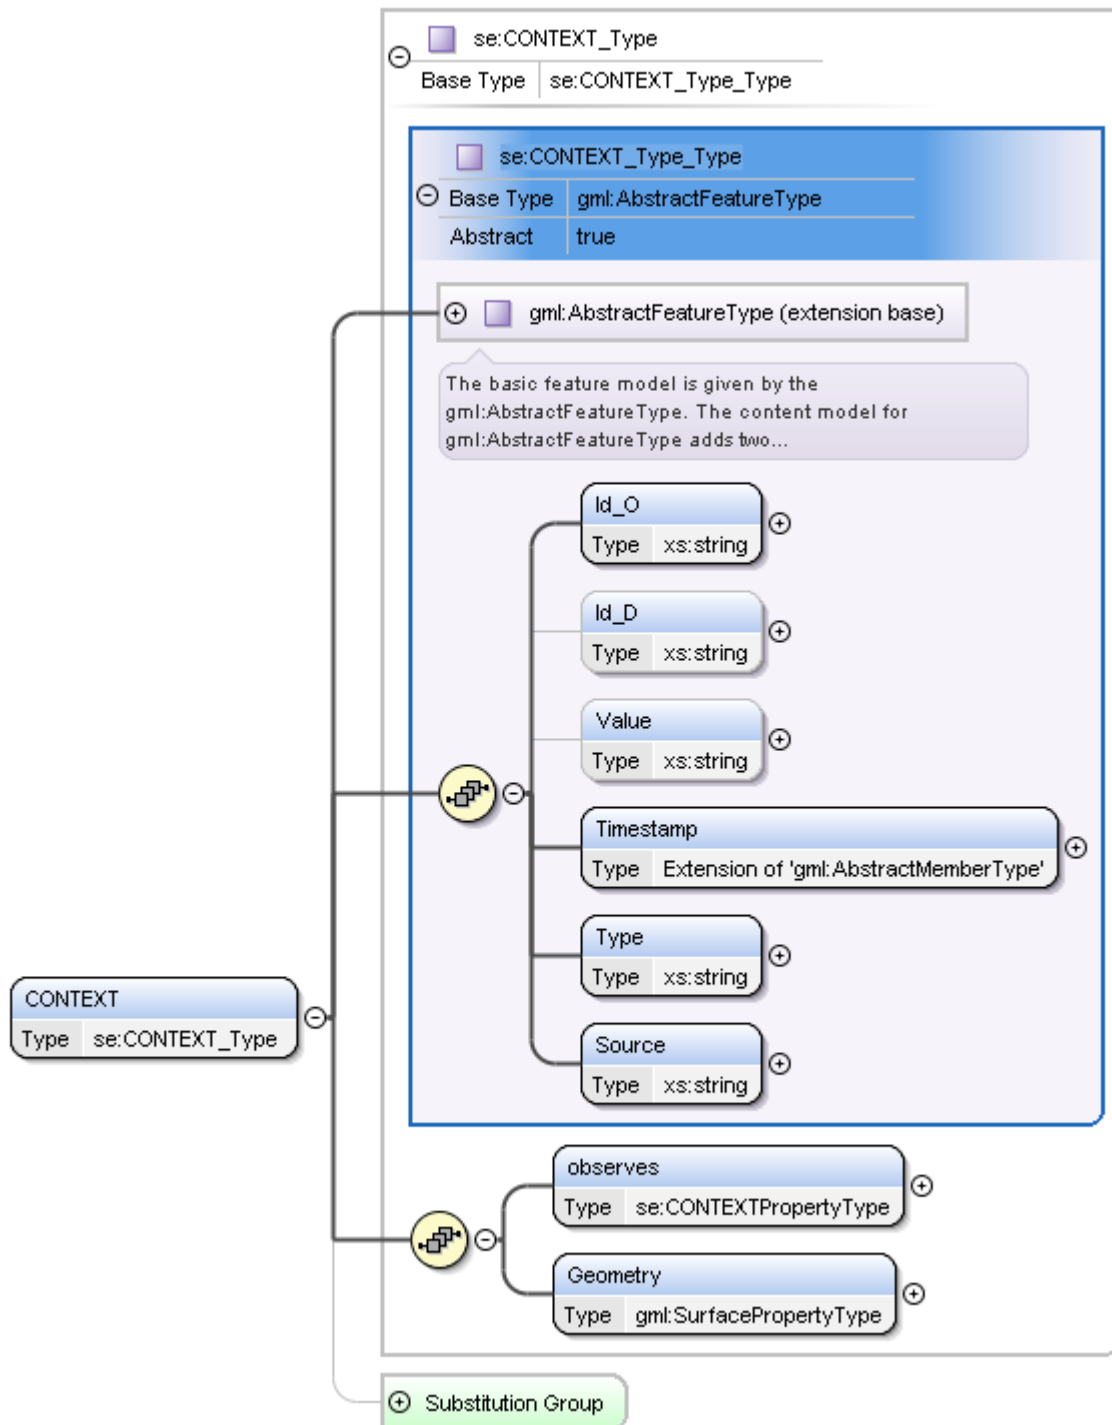 se:CONTEXT_Type
Base Type se:CONTEXT_Type_Type
se:CONTEXT_Type_Type
Base Type gml:AbstractFeatureType
Abstract true
gml:AbstractFeatureType (extension base)
The basic feature model is given by the
gml:AbstractFeatureType. The content model for
gml:AbstractFeatureType adds two...
Id_O
Type xs:string
Id_D
Type xs:string
Value
Type xs:string
Timestamp
Type Extension of 'gml:AbstractMemberType'
Type
Type xs:string
CONTEXT
Type se:CONTEXT_Type
Source
Type xs:string
observes
Type se:CONTEXTPropertyType
Geometry
Type gml:SurfacePropertyType
Substitution Group